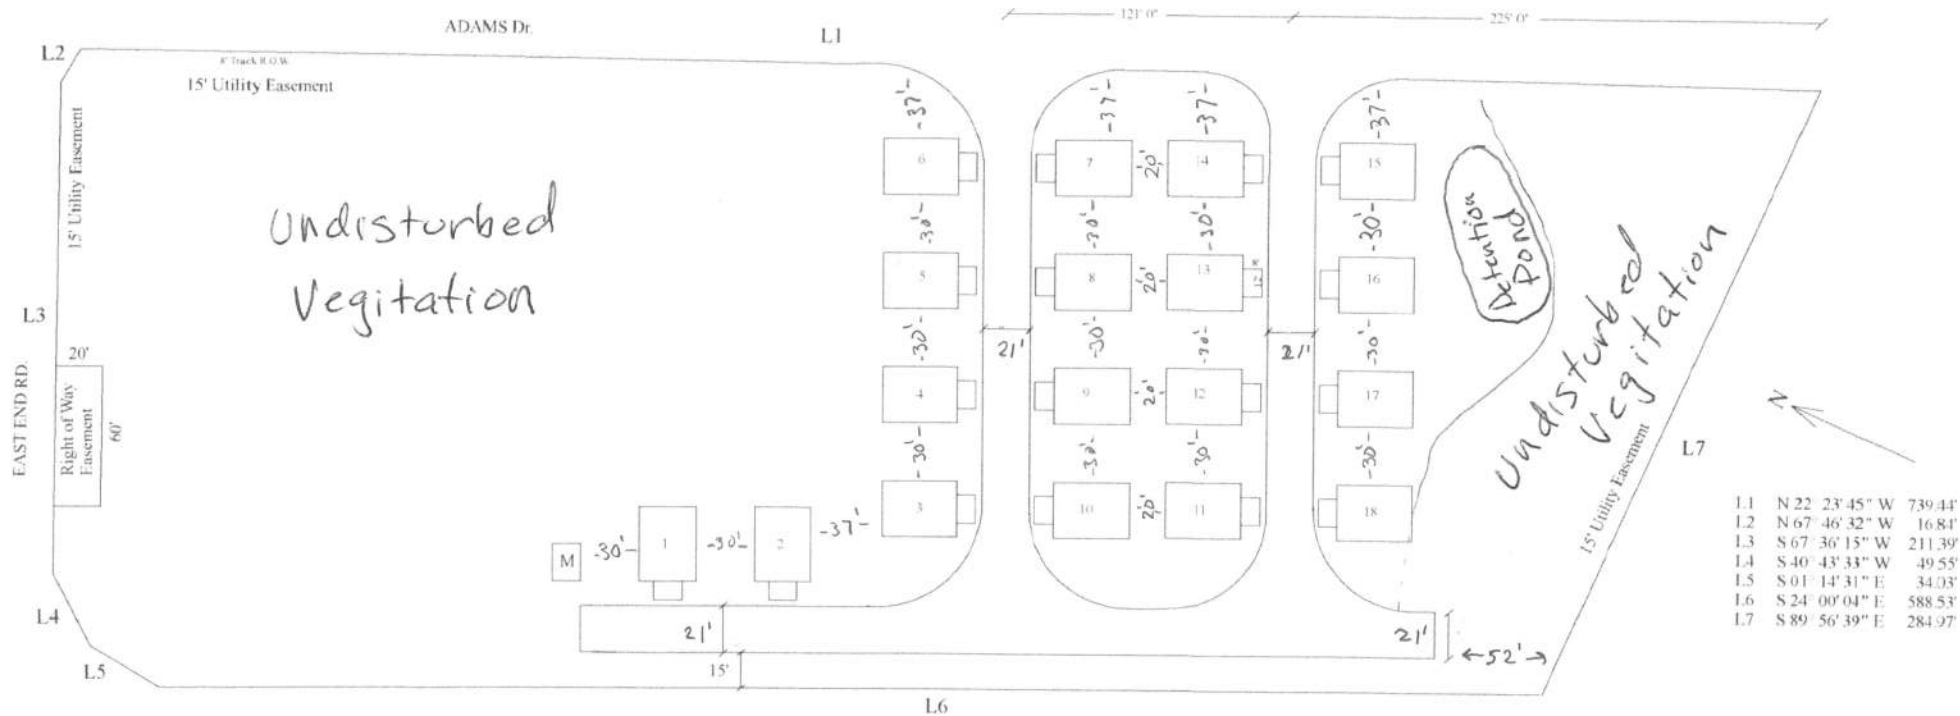 ADAMS Dr.
L1
121' 0"
225' 0"
L2
8' Track R.O.W.
15' Utility Easement
15' Utility Easement
Undisturbed
Vegitation
L3
EAST END RD.
20'
Right of Way
Easement
60'
L4
L5
M
-30'-
1
-30'-
2
-37'-
-37'-
6
-30'-
5
-30'-
4
-30'-
3
-37'-
7
-30'-
8
-30'-
9
-30'-
10
20'
20'
20'
20'
-37'-
14
-30'-
13
8
12
-30'-
12
-30'-
11
-37'-
15
-30'-
16
-30'-
17
-30'-
18
21'
21'
21'
15'
21'
←52'→
L6
Detention
Pond
Undisturbed
Vegitation
15' Utility Easement
L7
N
L1 N 22° 23' 45" W 739.44'
L2 N 67° 46' 32" W 16.84'
L3 S 67° 36' 15" W 211.39'
L4 S 40° 43' 33" W 49.55'
L5 S 01° 14' 31" E 34.03'
L6 S 24° 00' 04" E 588.53'
L7 S 89° 56' 39" E 284.97'